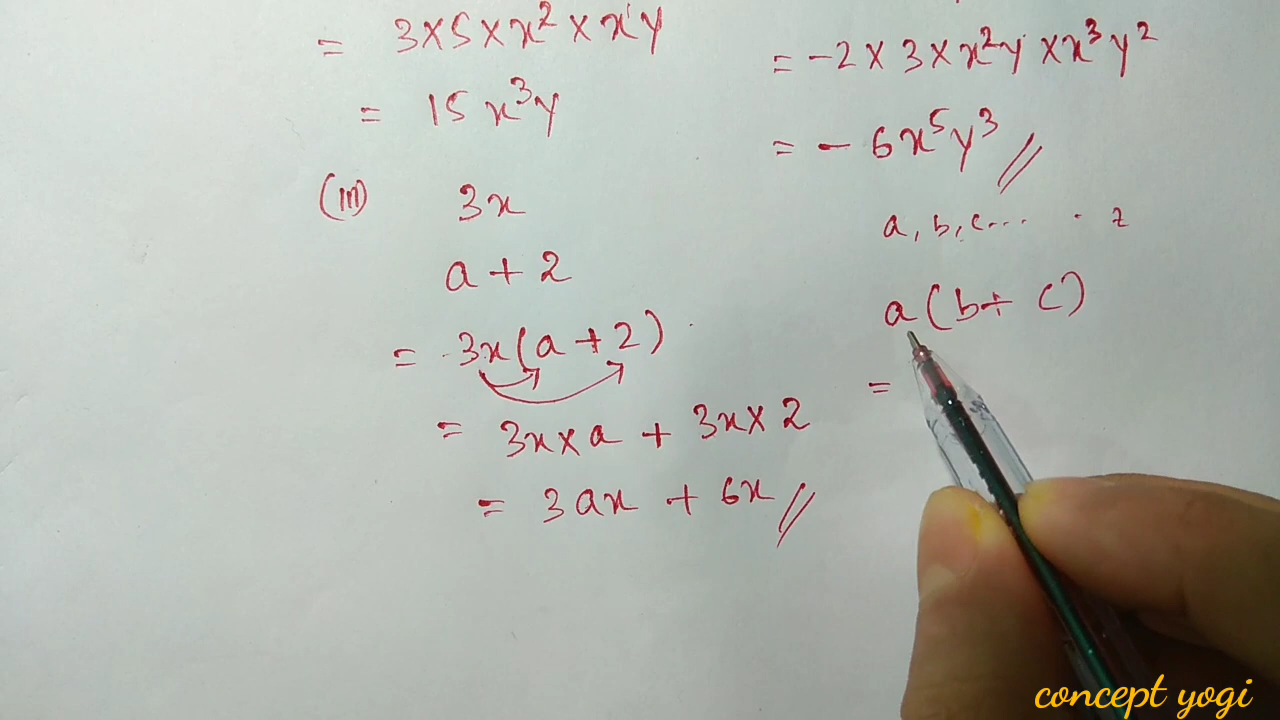 = 3×5×x²×x¹y
= 15x³y
(III) 3x
a+2
= 3x(a+2)
= 3x×a + 3x×2
= 3ax + 6x //
= -2×3×x²y×x³y²
= -6x⁵y³ //
a, b, c... . z
a(b+c)
=
concept yogi